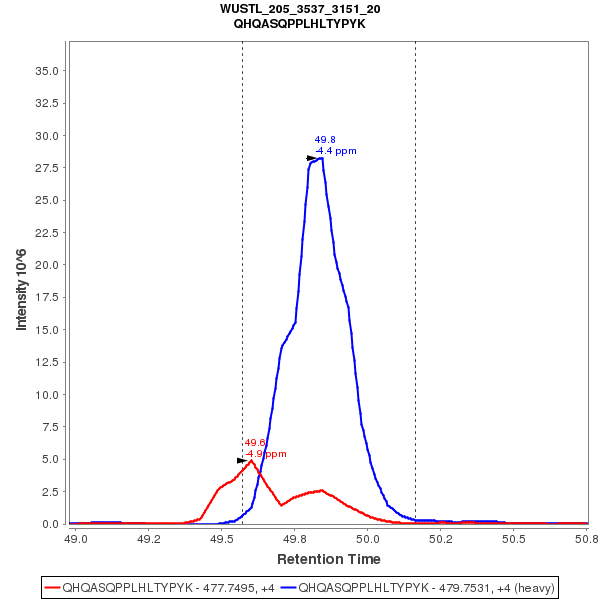 WUSTL_205_3537_3151_20
QHQASQPPLHLTYPYK
49.8
-4.4 ppm
49.6
-4.9 ppm
Intensity 10^6
35.0
32.5
30.0
27.5
25.0
22.5
20.0
17.5
15.0
12.5
10.0
7.5
5.0
2.5
0.0
49.0 49.2 49.5 49.8 50.0 50.2 50.5 50.8
Retention Time
QHQASQPPLHLTYPYK - 477.7495, +4 QHQASQPPLHLTYPYK - 479.7531, +4 (heavy)